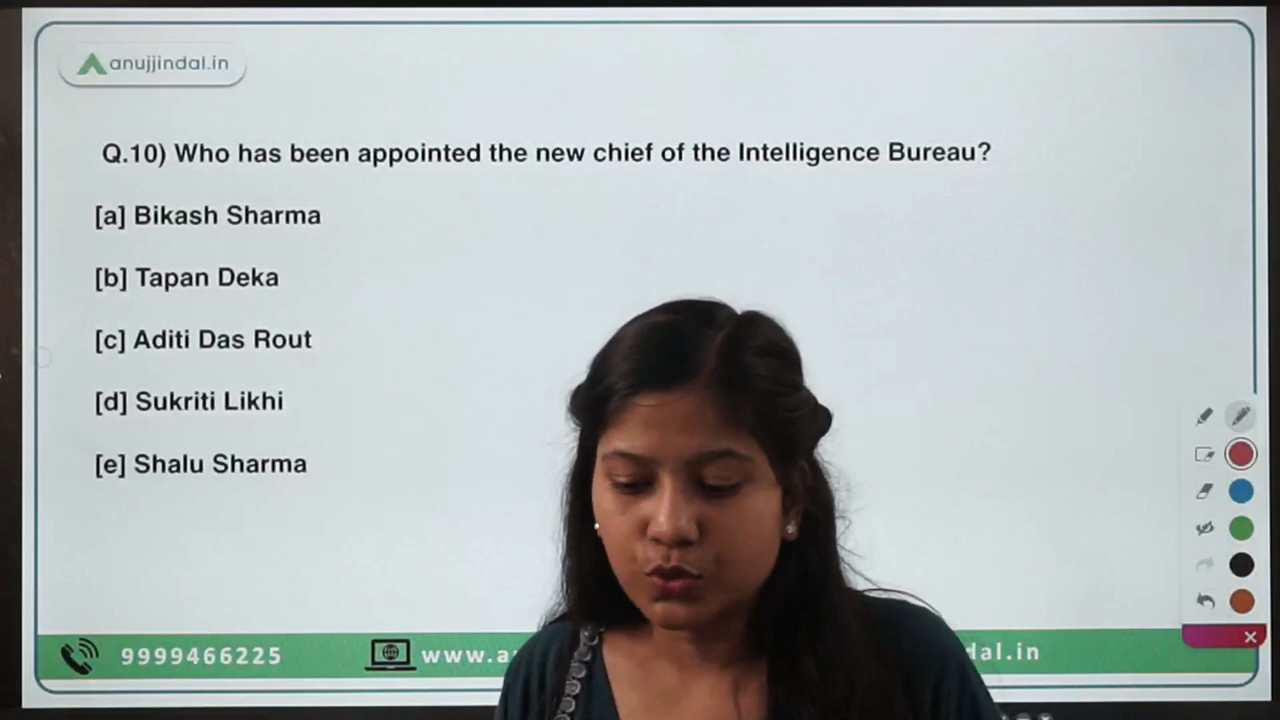 anujjindal.in
Q.10) Who has been appointed the new chief of the Intelligence Bureau?
[a] Bikash Sharma
[b] Tapan Deka
[c] Aditi Das Rout
[d] Sukriti Likhi
[e] Shalu Sharma
9999466225
www.a
dal.in